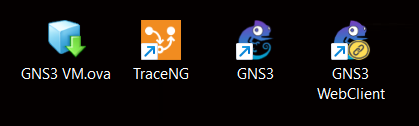 GNS3 VM.ova
TraceNG
GNS3
GNS3
WebClient